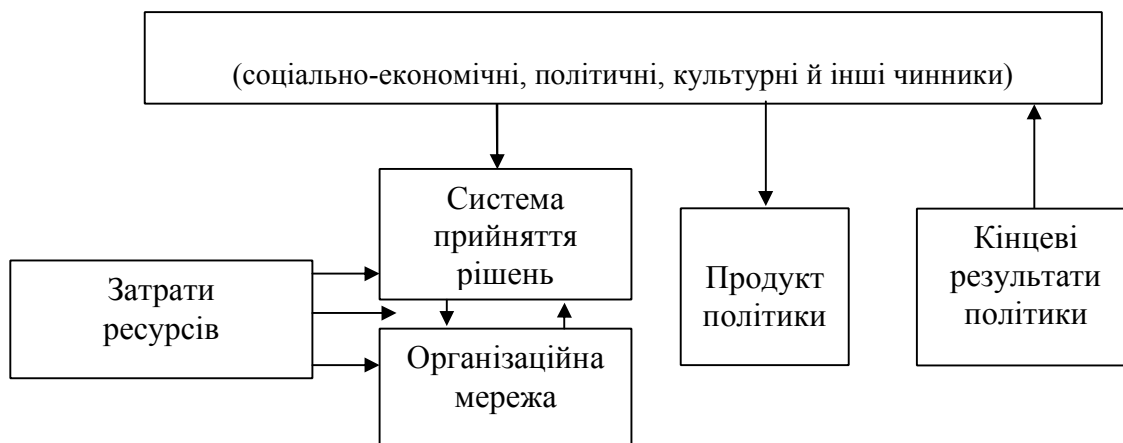 (соціально-економічні, політичні, культурні й інші чинники)
Система
прийняття
рішень
Затрати
ресурсів
Організаційна
мережа
Продукт
політики
Кінцеві
результати
політики